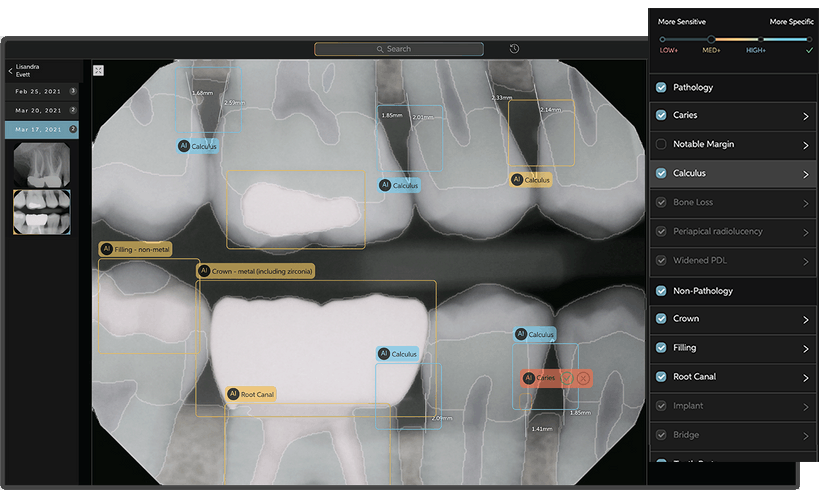 More Sensitive
More Specific
LOW+
MED+
HIGH+
Search
Lisandra
Evett
Feb 25, 2021
3
Mar 20, 2021
2
Mar 17, 2021
2
1.68mm
2.59mm
1.85mm
2.01mm
2.33mm
2.14mm
AI Calculus
AI Calculus
AI Calculus
AI Filling - non-metal
AI Crown - metal (including zirconia)
AI Calculus
AI Calculus
AI Caries
AI Root Canal
2.09mm
1.85mm
1.41mm
Pathology
Caries
Notable Margin
Calculus
Bone Loss
Periapical radiolucency
Widened PDL
Non-Pathology
Crown
Filling
Root Canal
Implant
Bridge